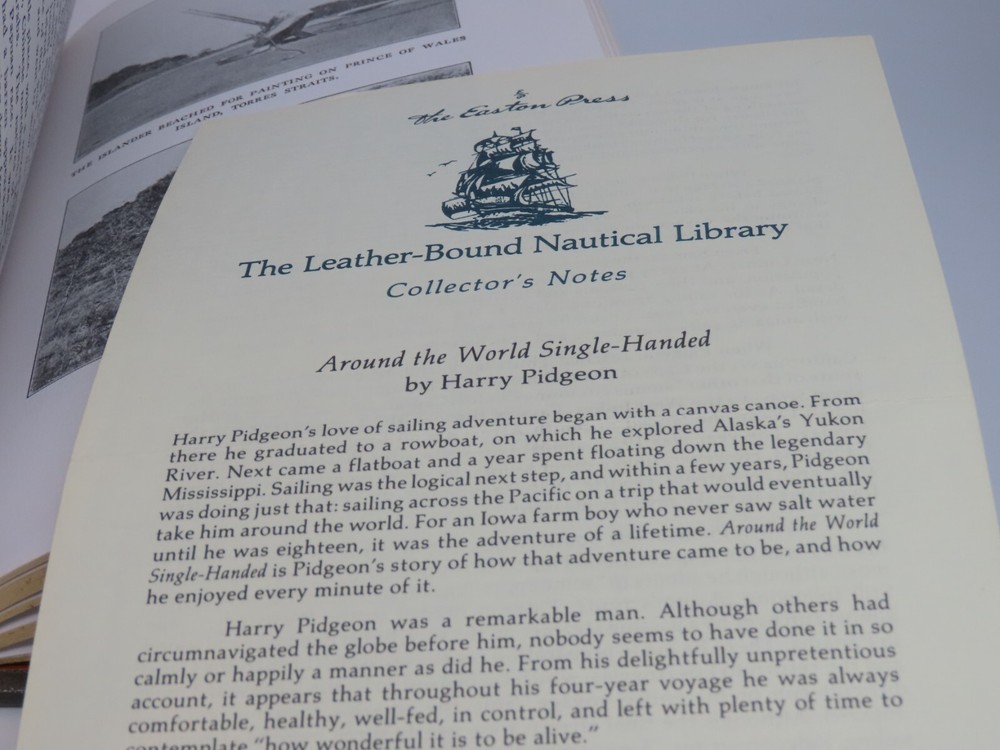 THE ISLANDER BEACHED FOR PAINTING ON PRINCE OF WALES
ISLAND, TORRES STRAITS.
The Easton Press
The Leather-Bound Nautical Library
Collector's Notes
Around the World Single-Handed
by Harry Pidgeon
Harry Pidgeon's love of sailing adventure began with a canvas canoe. From
there he graduated to a rowboat, on which he explored Alaska's Yukon
River. Next came a flatboat and a year spent floating down the legendary
Mississippi. Sailing was the logical next step, and within a few years, Pidgeon
was doing just that: sailing across the Pacific on a trip that would eventually
take him around the world. For an Iowa farm boy who never saw salt water
until he was eighteen, it was the adventure of a lifetime. Around the World
Single-Handed is Pidgeon's story of how that adventure came to be, and how
he enjoyed every minute of it.
Harry Pidgeon was a remarkable man. Although others had
circumnavigated the globe before him, nobody seems to have done it in so
calmly or happily a manner as did he. From his delightfully unpretentious
account, it appears that throughout his four-year voyage he was always
comfortable, healthy, well-fed, in control, and left with plenty of time to
contemplate "how wonderful it is to be alive."